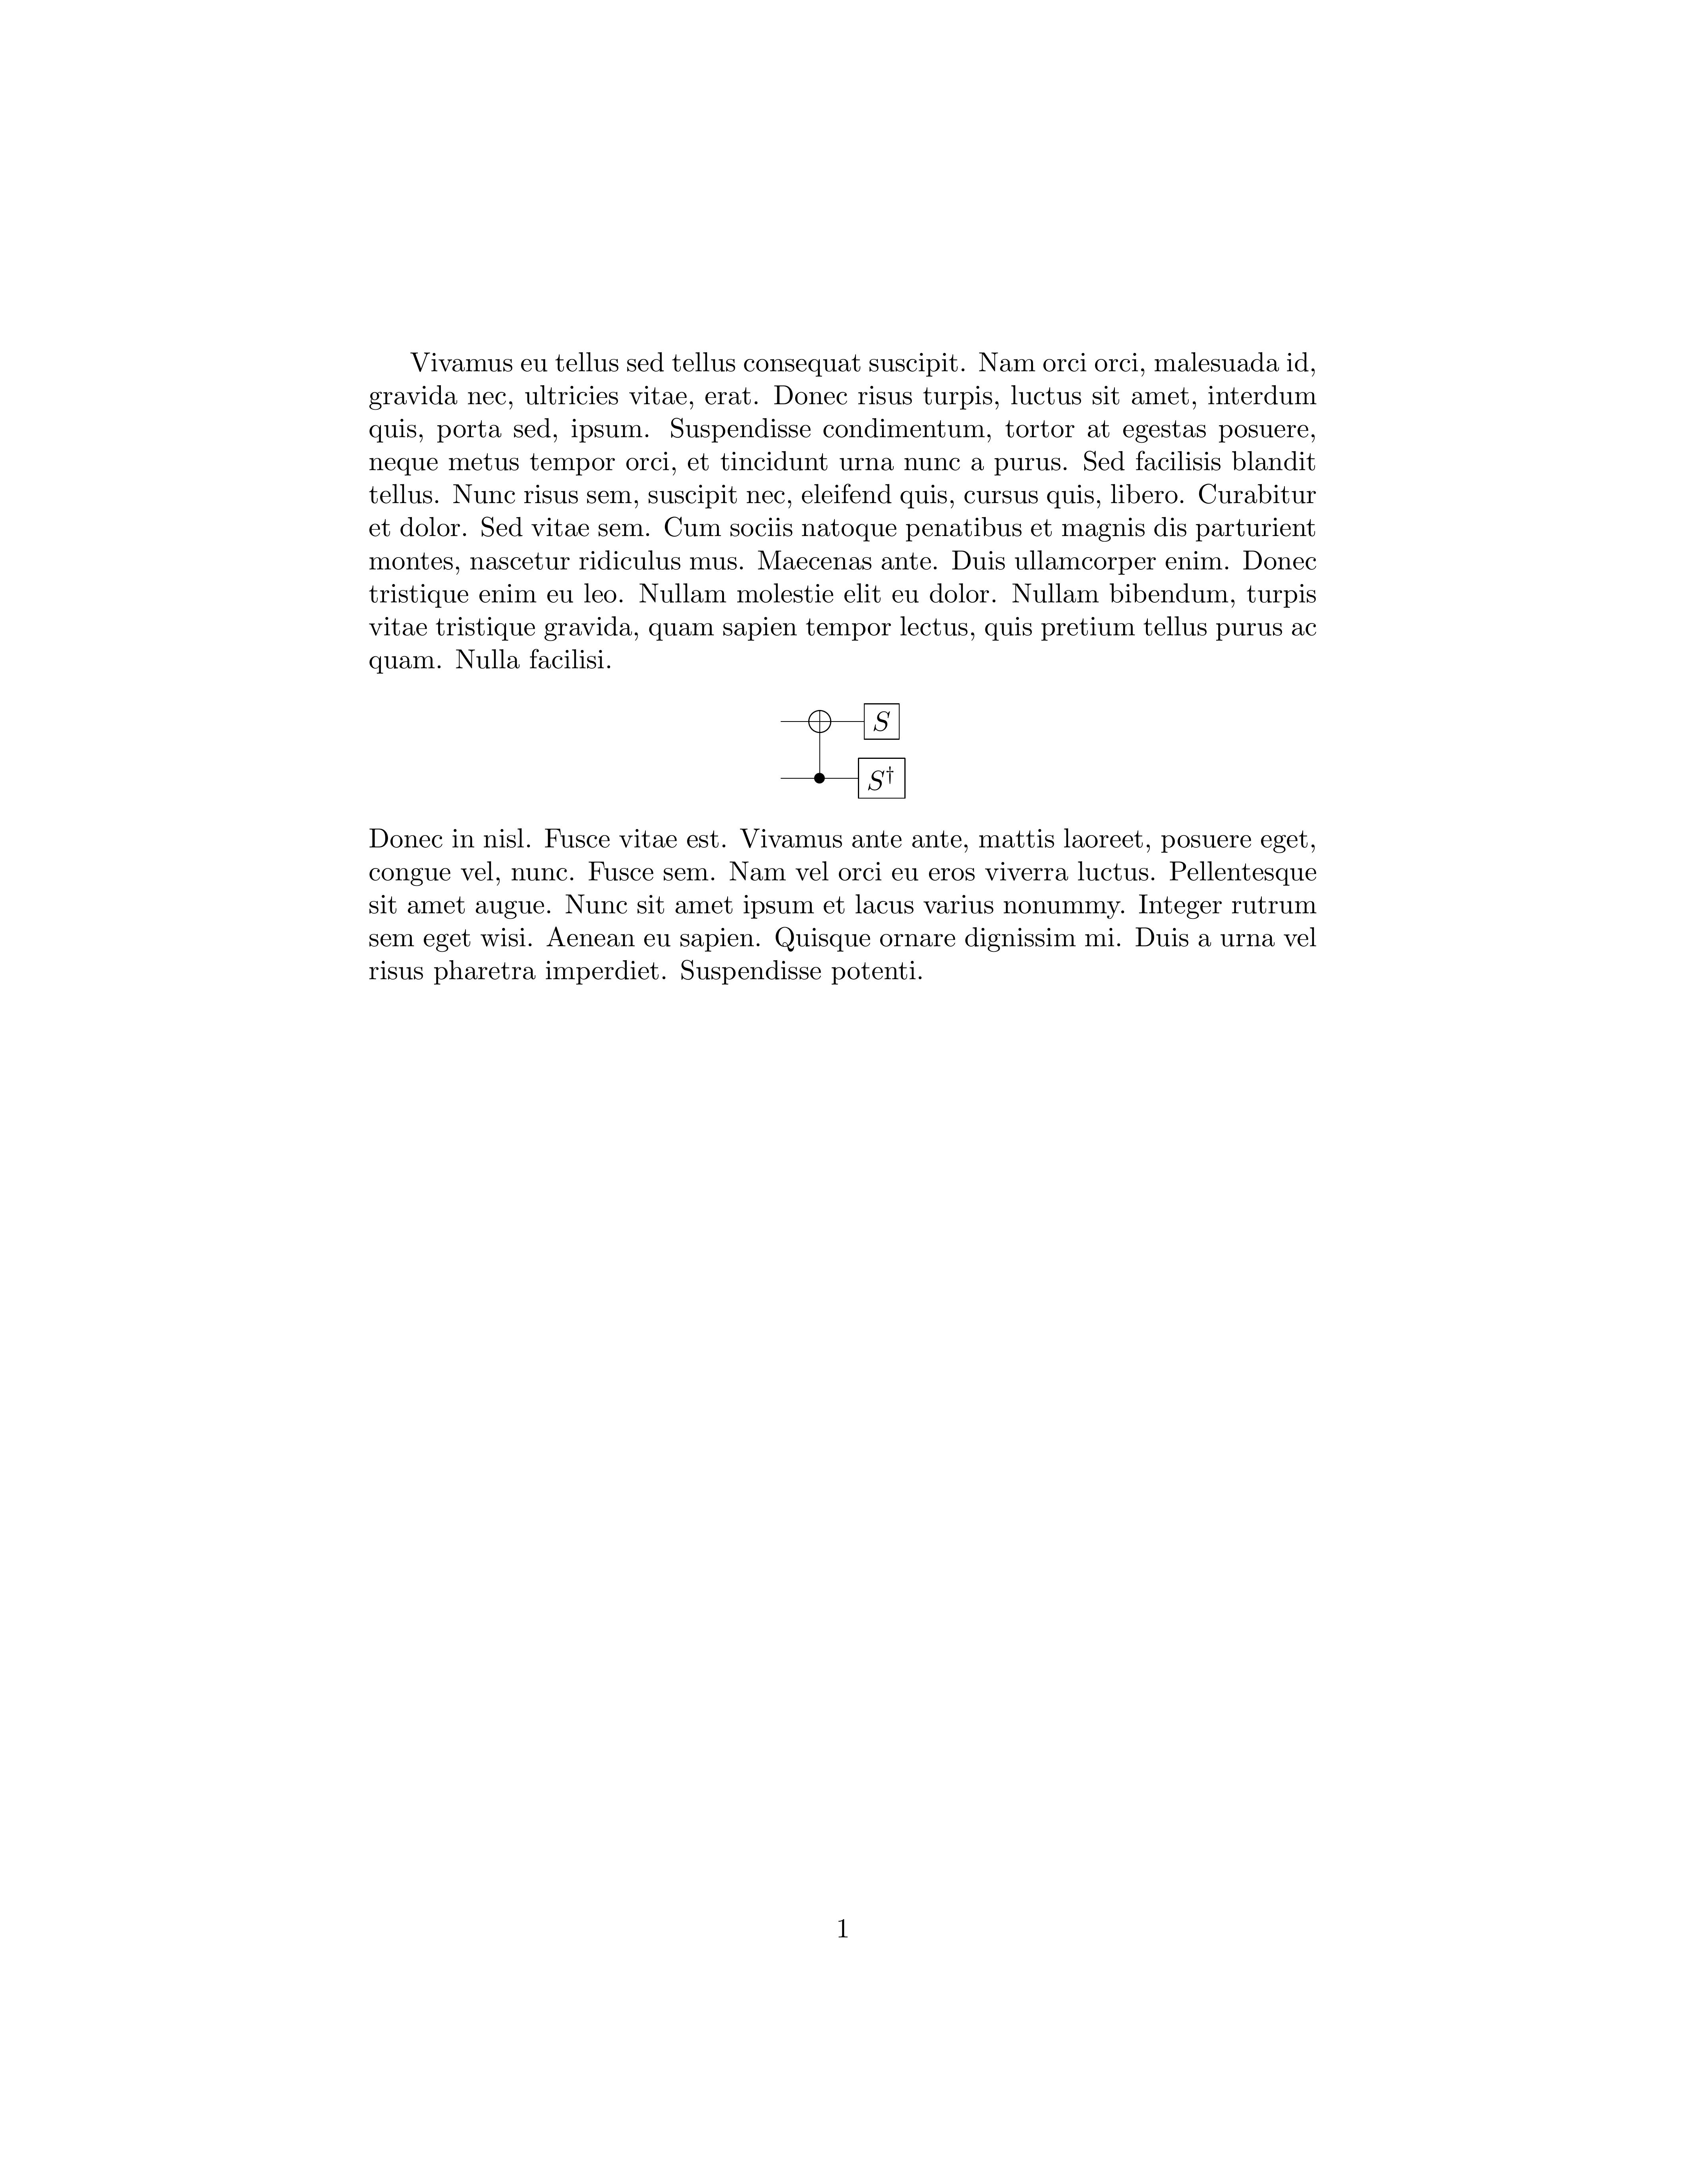 Vivamus eu tellus sed tellus consequat suscipit. Nam orci orci, malesuada id,
gravida nec, ultricies vitae, erat. Donec risus turpis, luctus sit amet, interdum
quis, porta sed, ipsum. Suspendisse condimentum, tortor at egestas posuere,
neque metus tempor orci, et tincidunt urna nunc a purus. Sed facilisis blandit
tellus. Nunc risus sem, suscipit nec, eleifend quis, cursus quis, libero. Curabitur
et dolor. Sed vitae sem. Cum sociis natoque penatibus et magnis dis parturient
montes, nascetur ridiculus mus. Maecenas ante. Duis ullamcorper enim. Donec
tristique enim eu leo. Nullam molestie elit eu dolor. Nullam bibendum, turpis
vitae tristique gravida, quam sapien tempor lectus, quis pretium tellus purus ac
quam. Nulla facilisi.
S
S†
Donec in nisl. Fusce vitae est. Vivamus ante ante, mattis laoreet, posuere eget,
congue vel, nunc. Fusce sem. Nam vel orci eu eros viverra luctus. Pellentesque
sit amet augue. Nunc sit amet ipsum et lacus varius nonummy. Integer rutrum
sem eget wisi. Aenean eu sapien. Quisque ornare dignissim mi. Duis a urna vel
risus pharetra imperdiet. Suspendisse potenti.
1